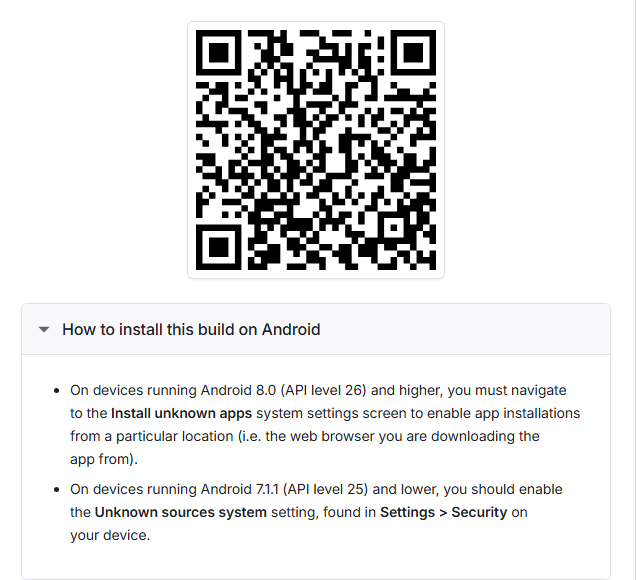 How to install this build on Android
On devices running Android 8.0 (API level 26) and higher, you must navigate
to the Install unknown apps system settings screen to enable app installations
from a particular location (i.e. the web browser you are downloading the
app from).
On devices running Android 7.1.1 (API level 25) and lower, you should enable
the Unknown sources system setting, found in Settings > Security on
your device.